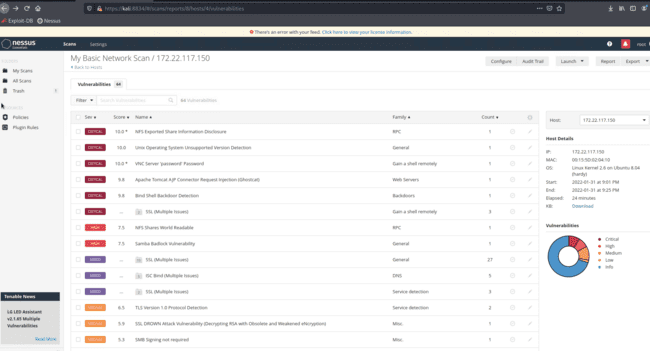 https://kali:8834/#/scans/reports/8/hosts/4/vulnerabilities
Exploit-DB Nessus
There's an error with your feed. Click here to view your license information.
nessus Scans Settings
My Scans
All Scans
Trash
Policies
Plugin Rules
My Basic Network Scan / 172.22.117.150
Back to Hosts
Configure Audit Trail Launch Report Export
Vulnerabilities 64
Filter Search Vulnerabilities 64 Vulnerabilities
Sev Score Name Family Count
CRITICAL 10.0 * NFS Exported Share Information Disclosure RPC 1
CRITICAL 10.0 Unix Operating System Unsupported Version Detection General 1
CRITICAL 10.0 * VNC Server 'password' Password Gain a shell remotely 1
CRITICAL 9.8 Apache Tomcat AJP Connector Request Injection (Ghostcat) Web Servers 1
CRITICAL 9.8 Bind Shell Backdoor Detection Backdoors 1
CRITICAL ... SSL (Multiple Issues) Gain a shell remotely 3
HIGH 7.5 NFS Shares World Readable RPC 1
HIGH 7.5 Samba Badlock Vulnerability General 1
MIXED ... SSL (Multiple Issues) General 27
MIXED ... ISC Bind (Multiple Issues) DNS 5
MIXED ... SSL (Multiple Issues) Service detection 3
MEDIUM 6.5 TLS Version 1.0 Protocol Detection Service detection 2
MEDIUM 5.9 SSL DROWN Attack Vulnerability (Decrypting RSA with Obsolete and Weakened eNcryption) Misc. 1
MEDIUM 5.3 SMB Signing not required Misc. 1
Host: 172.22.117.150
Host Details
IP: 172.22.117.150
MAC: 00:15:5D:02:04:10
OS: Linux Kernel 2.6 on Ubuntu 8.04 (hardy)
Start: 2022-01-31 at 9:01 PM
End: 2022-01-31 at 9:25 PM
Elapsed: 24 minutes
KB: Download
Vulnerabilities
Critical
High
Medium
Low
Info
Tenable News
LG LED Assistant
v2.1.65 Multiple
Vulnerabilities
Read More